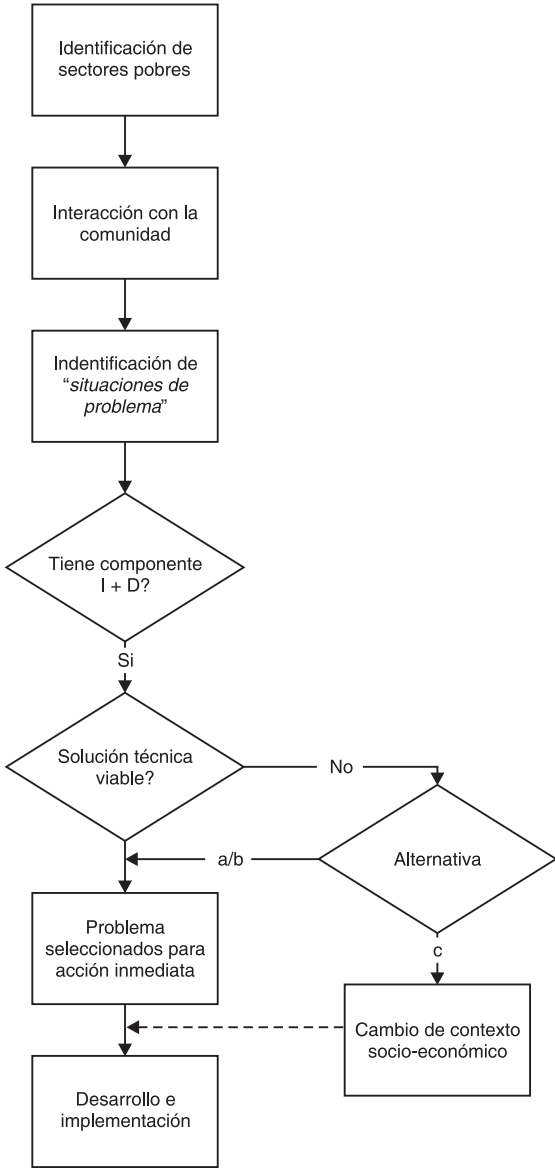 Identificación de
sectores pobres
Interacción con la
comunidad
Indentificación de
“situaciones de
problema”
Tiene componente
I + D?
Si
Solución técnica
viable?
No
Alternativa
a/b
c
Problema
seleccionados para
acción inmediata
Cambio de contexto
socio-económico
Desarrollo e
implementación